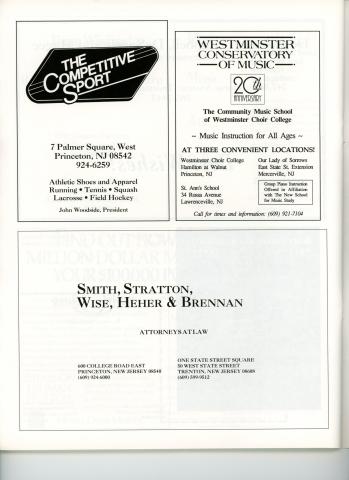 THE
COMPETITIVE
SPORT
7 Palmer Square, West
Princeton, NJ 08542
924-6259
Athletic Shoes and Apparel
Running • Tennis • Squash
Lacrosse • Field Hockey
John Woodside, President
WESTMINSTER
CONSERVATORY
OF MUSIC
20th
ANNIVERSARY
The Community Music School
of Westminster Choir College
~ Music Instruction for All Ages ~
AT THREE CONVENIENT LOCATIONS!
Westminster Choir College
Hamilton at Walnut
Princeton, NJ
Our Lady of Sorrows
East State St. Extension
Mercerville, NJ
St. Ann's School
34 Rossa Avenue
Lawrenceville, NJ
Group Piano Instruction
Offered in Affiliation
with The New School
for Music Study
Call for times and information: (609) 921-7104
SMITH, STRATTON,
WISE, HEHER & BRENNAN
ATTORNEYS AT LAW
600 COLLEGE ROAD EAST
PRINCETON, NEW JERSEY 08540
(609) 924-6000
ONE STATE STREET SQUARE
50 WEST STATE STREET
TRENTON, NEW JERSEY 08608
(609) 599-9512